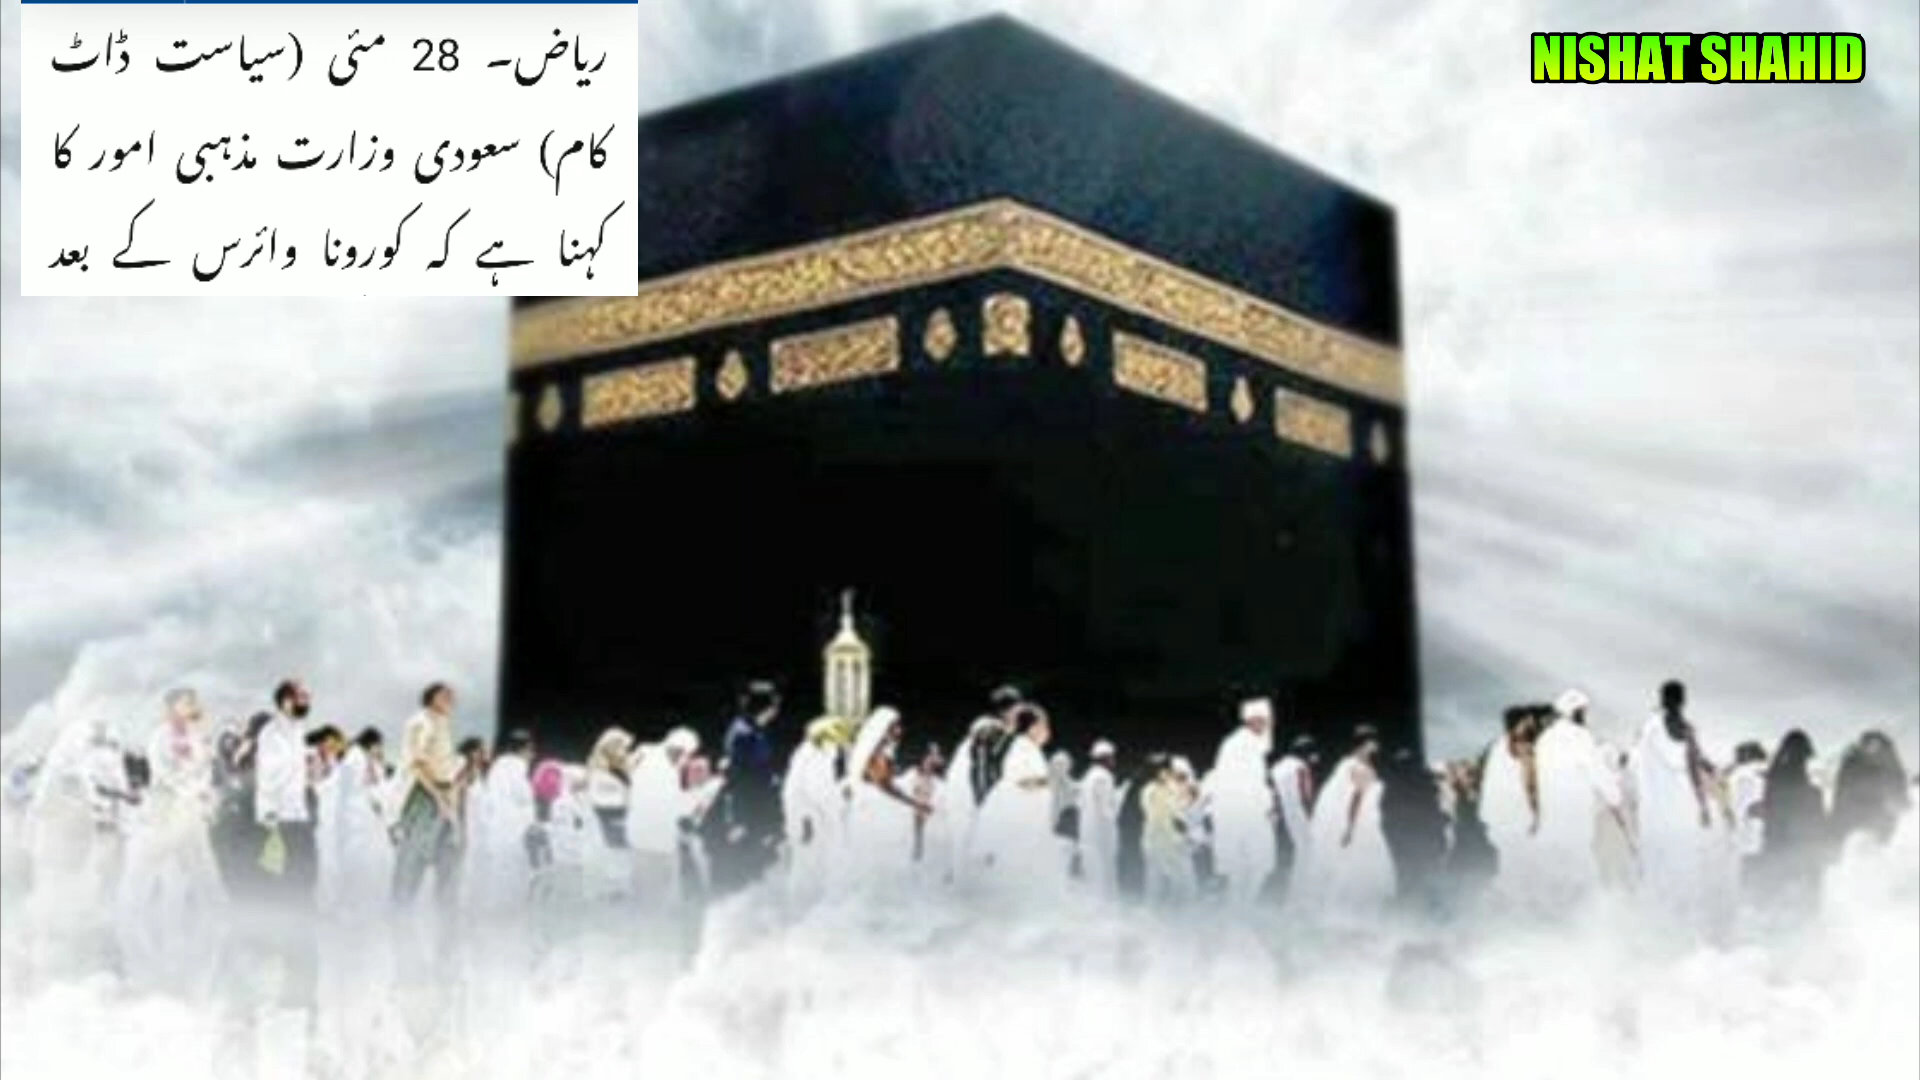 ریاض۔ 28 مئی (سیاست ڈاٹ
کام) سعودی وزارت مذہبی امور کا
کہنا ہے کہ کورونا وائرس کے بعد
NISHAT SHAHID